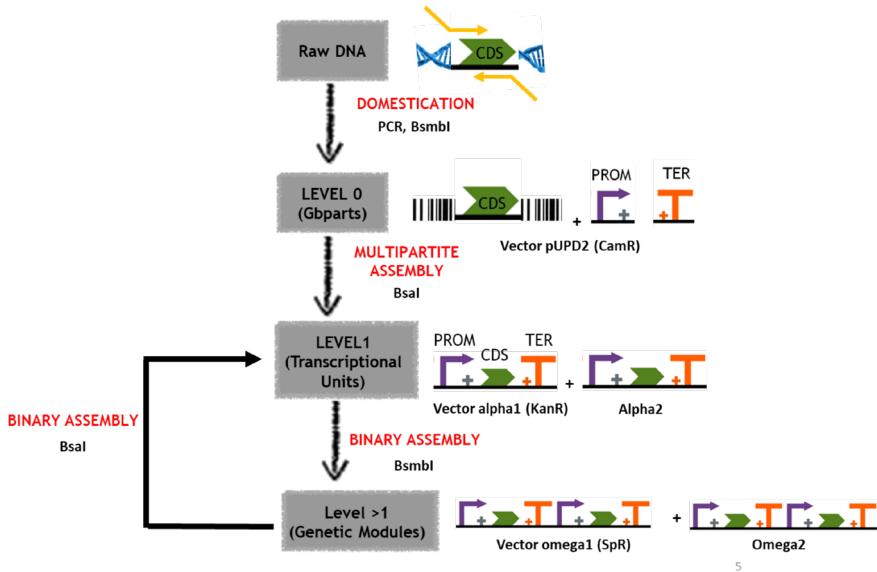 Raw DNA
CDS
DOMESTICATION
PCR, BsmbI
LEVEL 0
(Gbparts)
CDS
+
PROM
TER
Vector pUPD2 (CamR)
MULTIPARTITE
ASSEMBLY
BsaI
LEVEL1
(Transcriptional
Units)
PROM
CDS
TER
+
Vector alpha1 (KanR)
Alpha2
BINARY ASSEMBLY
BsaI
BINARY ASSEMBLY
BsmbI
Level >1
(Genetic Modules)
+
Vector omega1 (SpR)
Omega2
5